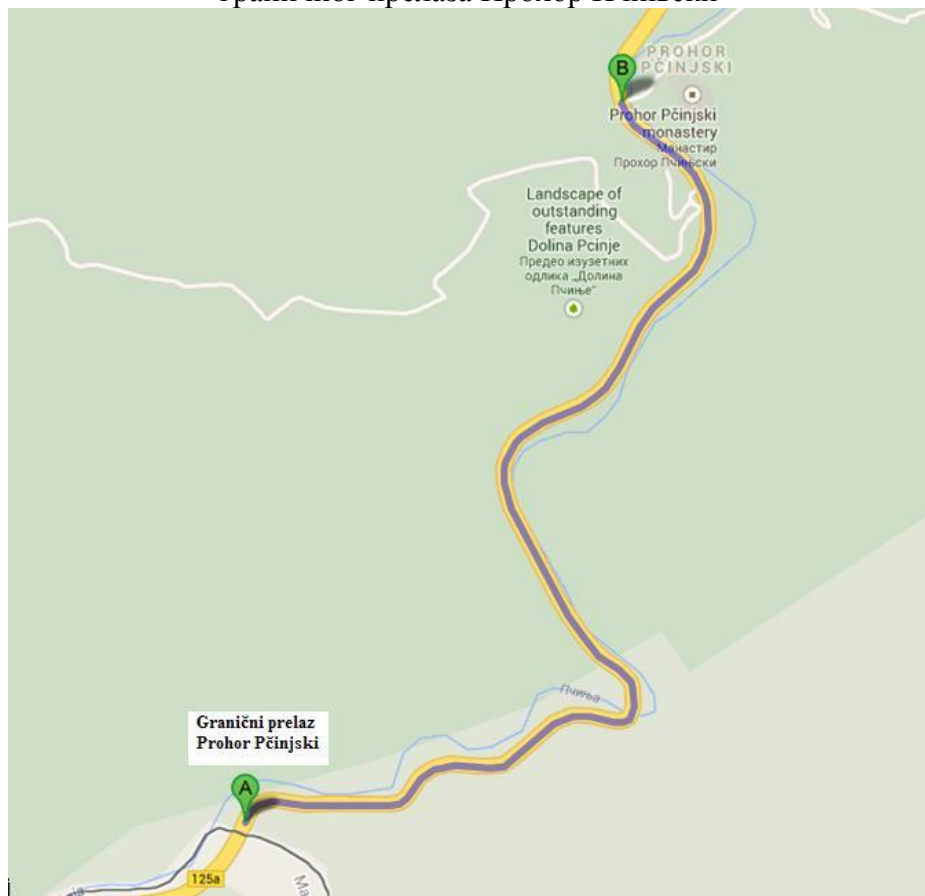 PROHOR
PČINJSKI
B
Prohor Pčinjski
monastery
Манастир
Прохор Пчињски
Landscape of
outstanding
features
Dolina Pcinje
Предео изузетних
одлика „Долина
Пчиње“
Пчиња
Granični prelaz
Prohor Pčinjski
A
125a